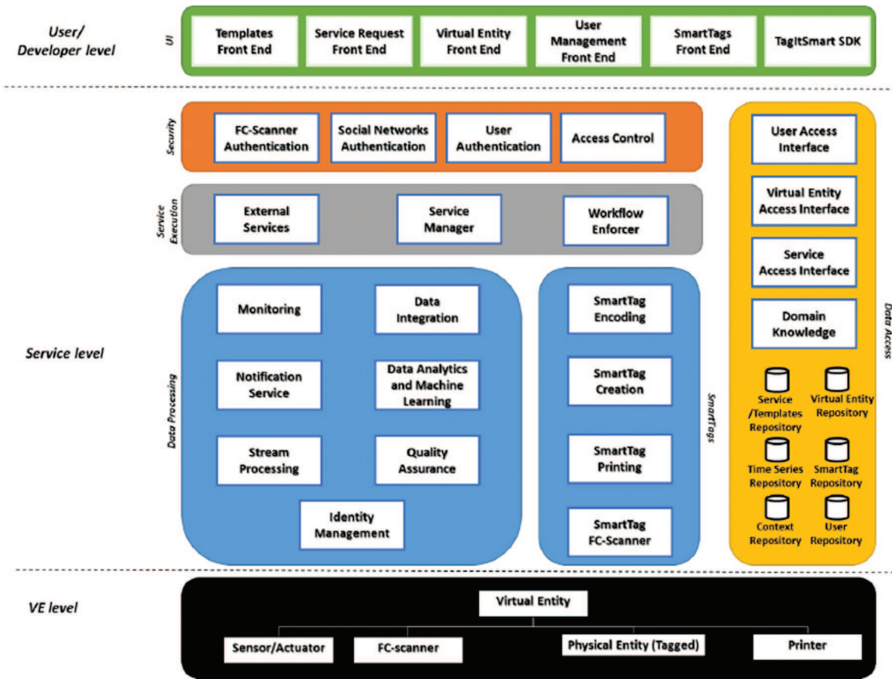 User/
Developer level
UI
Templates
Front End
Service Request
Front End
Virtual Entity
Front End
User
Management
Front End
SmartTags
Front End
TagItSmart SDK
Service level
Security
FC-Scanner
Authentication
Social Networks
Authentication
User
Authentication
Access Control
Service
Execution
External
Services
Service
Manager
Workflow
Enforcer
Data Processing
Monitoring
Data
Integration
Notification
Service
Data Analytics
and Machine
Learning
Stream
Processing
Quality
Assurance
Identity
Management
SmartTag
Encoding
SmartTag
Creation
SmartTag
Printing
SmartTag
FC-Scanner
SmartTags
User Access
Interface
Virtual Entity
Access Interface
Service
Access Interface
Domain
Knowledge
Service
/Templates
Repository
Virtual Entity
Repository
Time Series
Repository
SmartTag
Repository
Context
Repository
User
Repository
Data Access
VE level
Virtual Entity
Sensor/Actuator
FC-scanner
Physical Entity (Tagged)
Printer